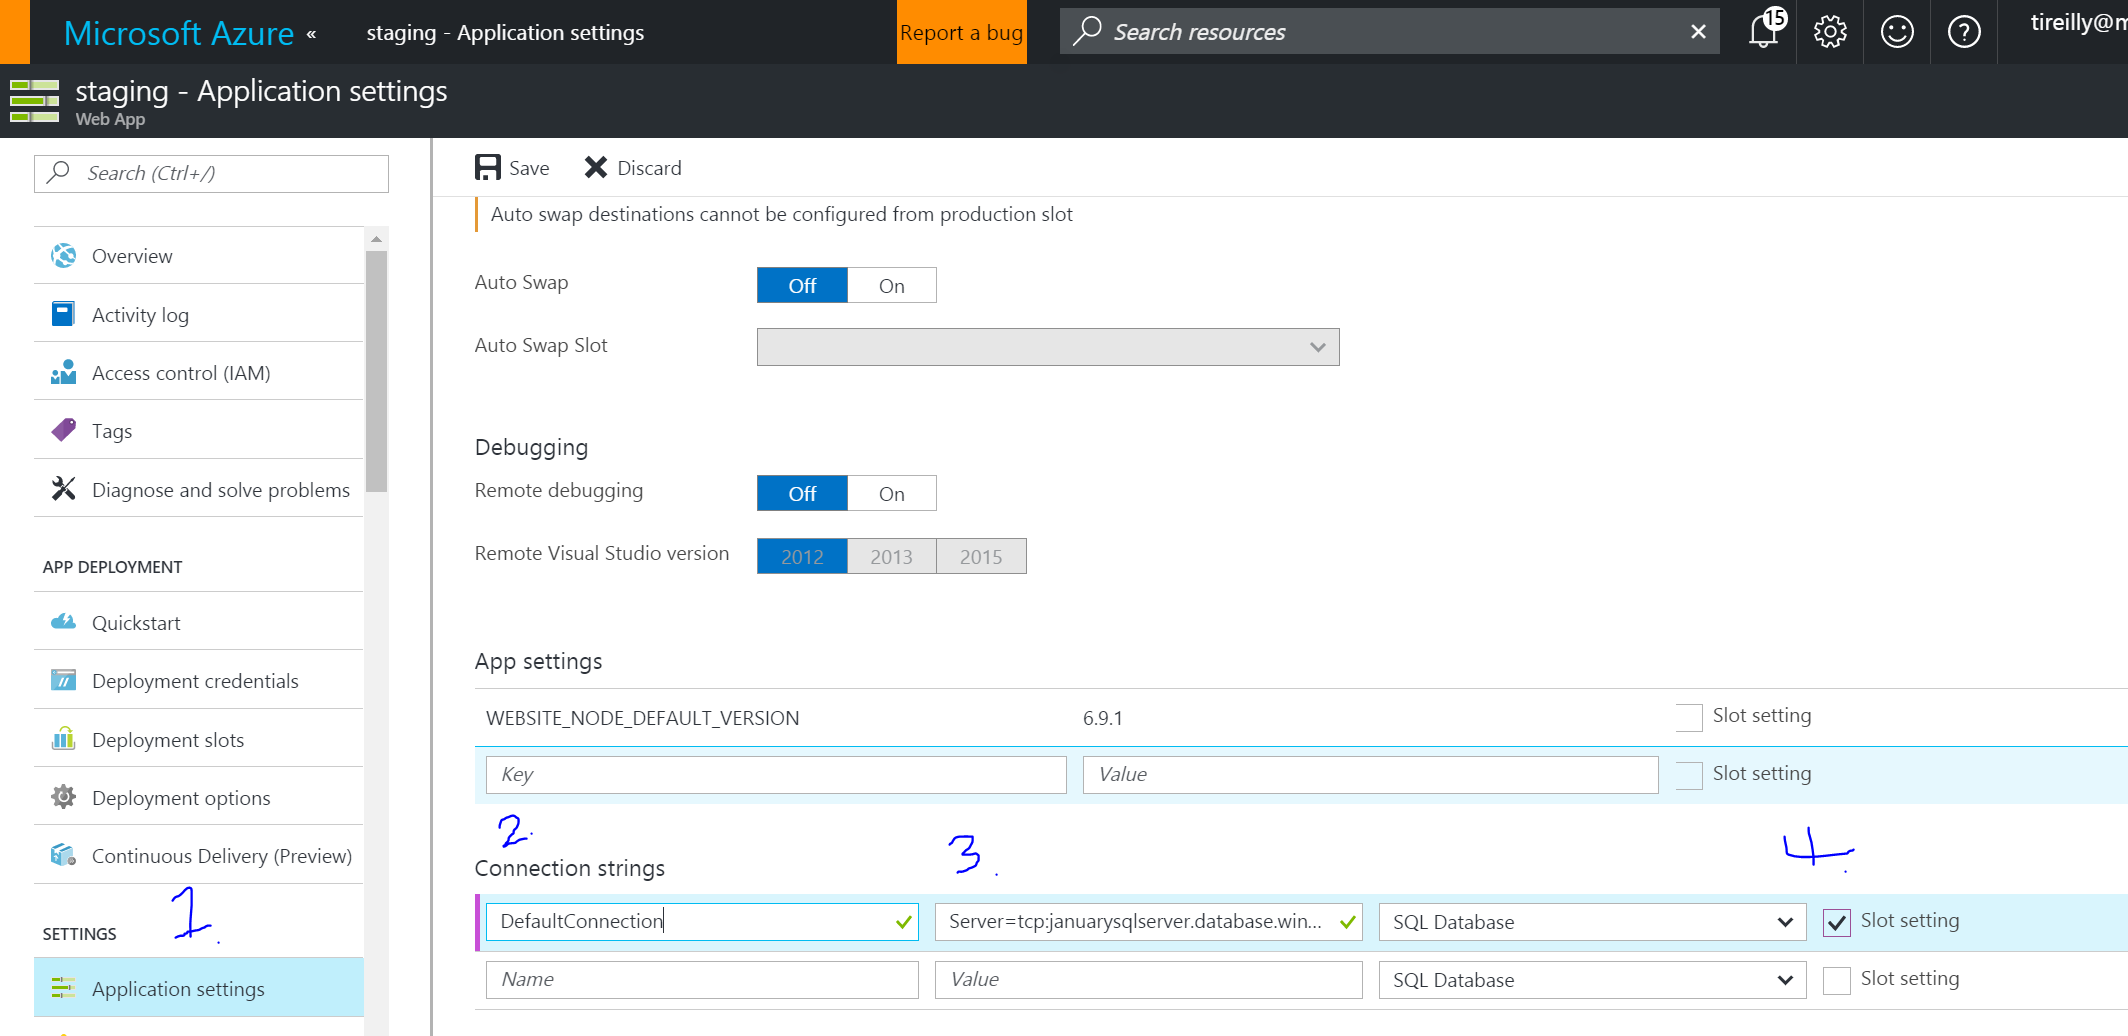 Microsoft Azure « staging - Application settings Report a bug Search resources 15 tireilly@m
staging - Application settings
Web App
Search (Ctrl+/)
Overview
Activity log
Access control (IAM)
Tags
Diagnose and solve problems
APP DEPLOYMENT
Quickstart
Deployment credentials
Deployment slots
Deployment options
Continuous Delivery (Preview)
1.
SETTINGS
Application settings
Save Discard
Auto swap destinations cannot be configured from production slot
Auto Swap Off On
Auto Swap Slot
Debugging
Remote debugging Off On
Remote Visual Studio version 2012 2013 2015
App settings
WEBSITE_NODE_DEFAULT_VERSION 6.9.1 Slot setting
Key Value Slot setting
2. 3. 4.
Connection strings
DefaultConnection Server=tcp:januarysqlserver.database.win... SQL Database Slot setting
Name Value SQL Database Slot setting